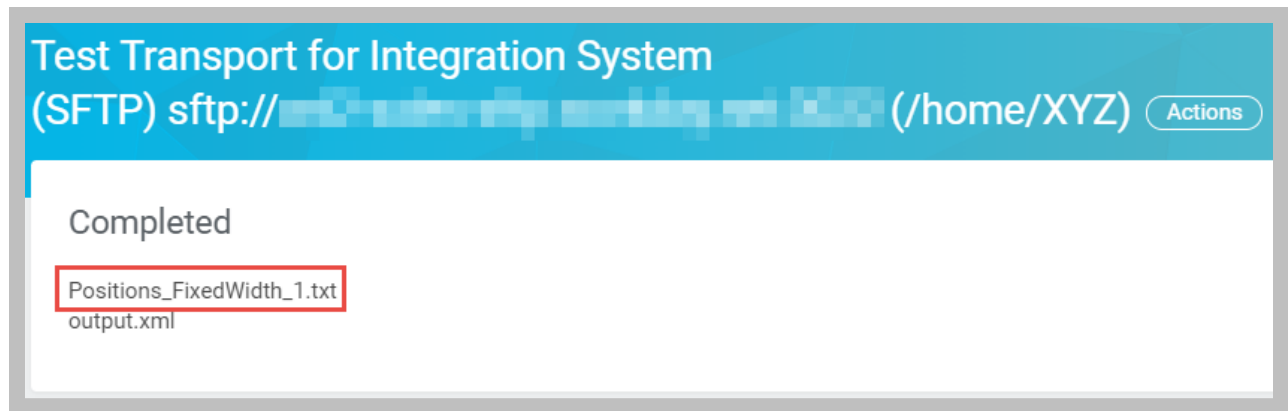 Test Transport for Integration System
(SFTP) sftp:// (/home/XYZ) Actions
Completed
Positions_FixedWidth_1.txt
output.xml